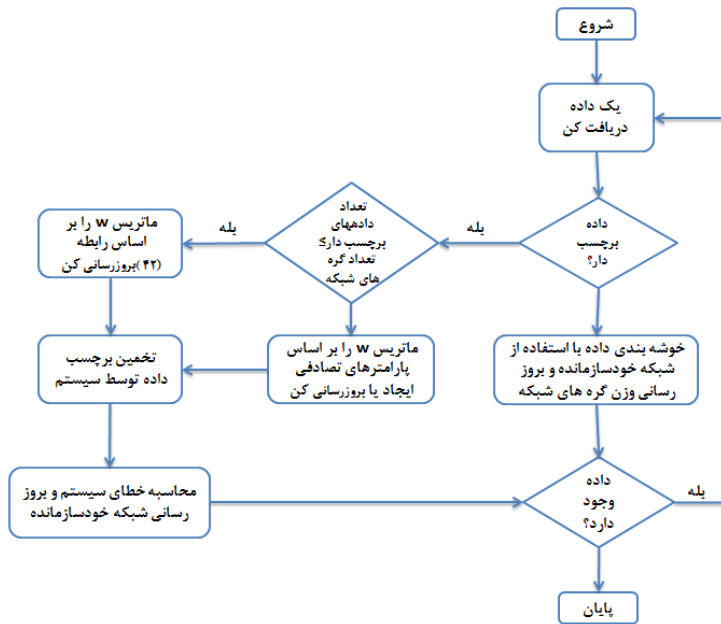 شروع
یک داده
دریافت کن
داده
برچسب
دار؟
بله
تعداد
دادههای
برچسب دار≥
تعداد گره
های شبکه
بله
ماتریس w را بر
اساس رابطه
(۴۲)بروزرسانی کن
خوشه بندی داده با استفاده از
شبکه خودسازمانده و بروز
رسانی وزن گره های شبکه
ماتریس w را بر اساس
پارامترهای تصادفی
ایجاد یا بروزرسانی کن
تخمین برچسب
داده توسط سیستم
محاسبه خطای سیستم و بروز
رسانی شبکه خودسازمانده
داده
وجود
دارد؟
بله
پایان